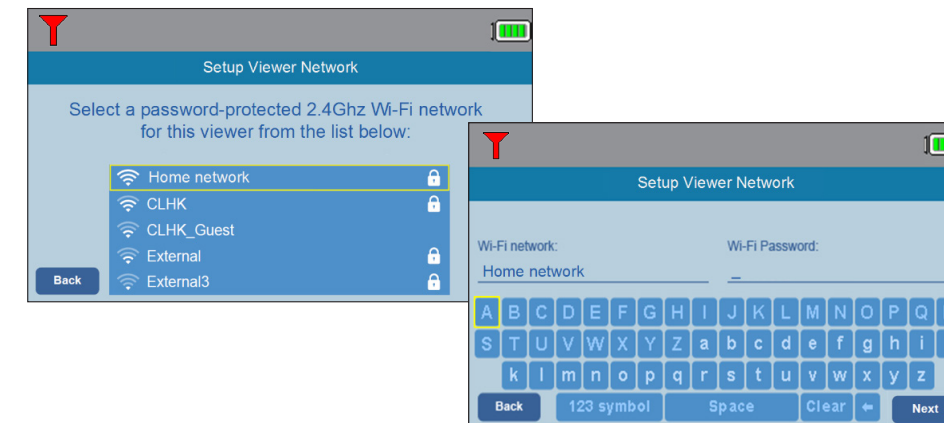 Setup Viewer Network
Select a password-protected 2.4Ghz Wi-Fi network
for this viewer from the list below:
Home network
CLHK
CLHK_Guest
External
External3
Back
Setup Viewer Network
Wi-Fi network: Wi-Fi Password:
Home network _
A B C D E F G H I J K L M N O P Q
S T U V W X Y Z a b c d e f g h i
k l m n o p q r s t u v w x y z
Back 123 symbol Space Clear Next